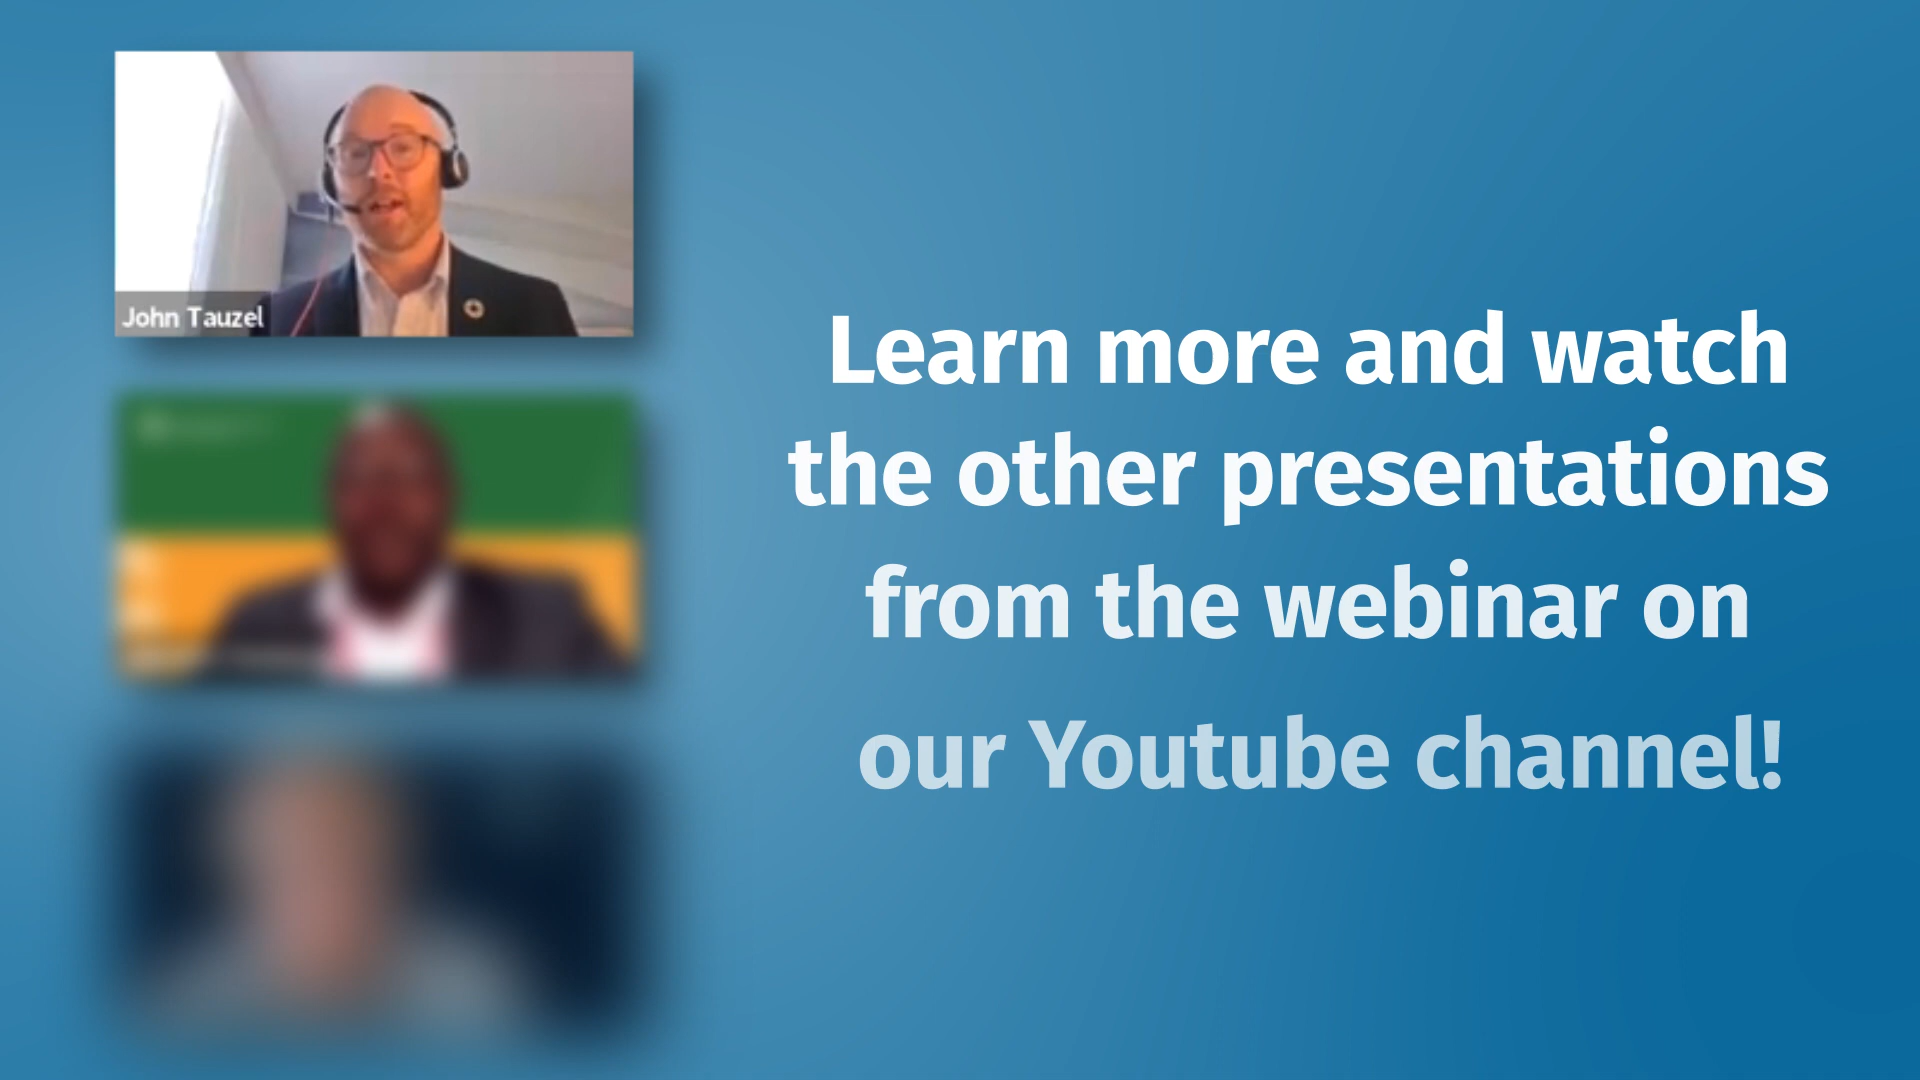 John Tauzel
Learn more and watch
the other presentations
from the webinar on
our Youtube channel!